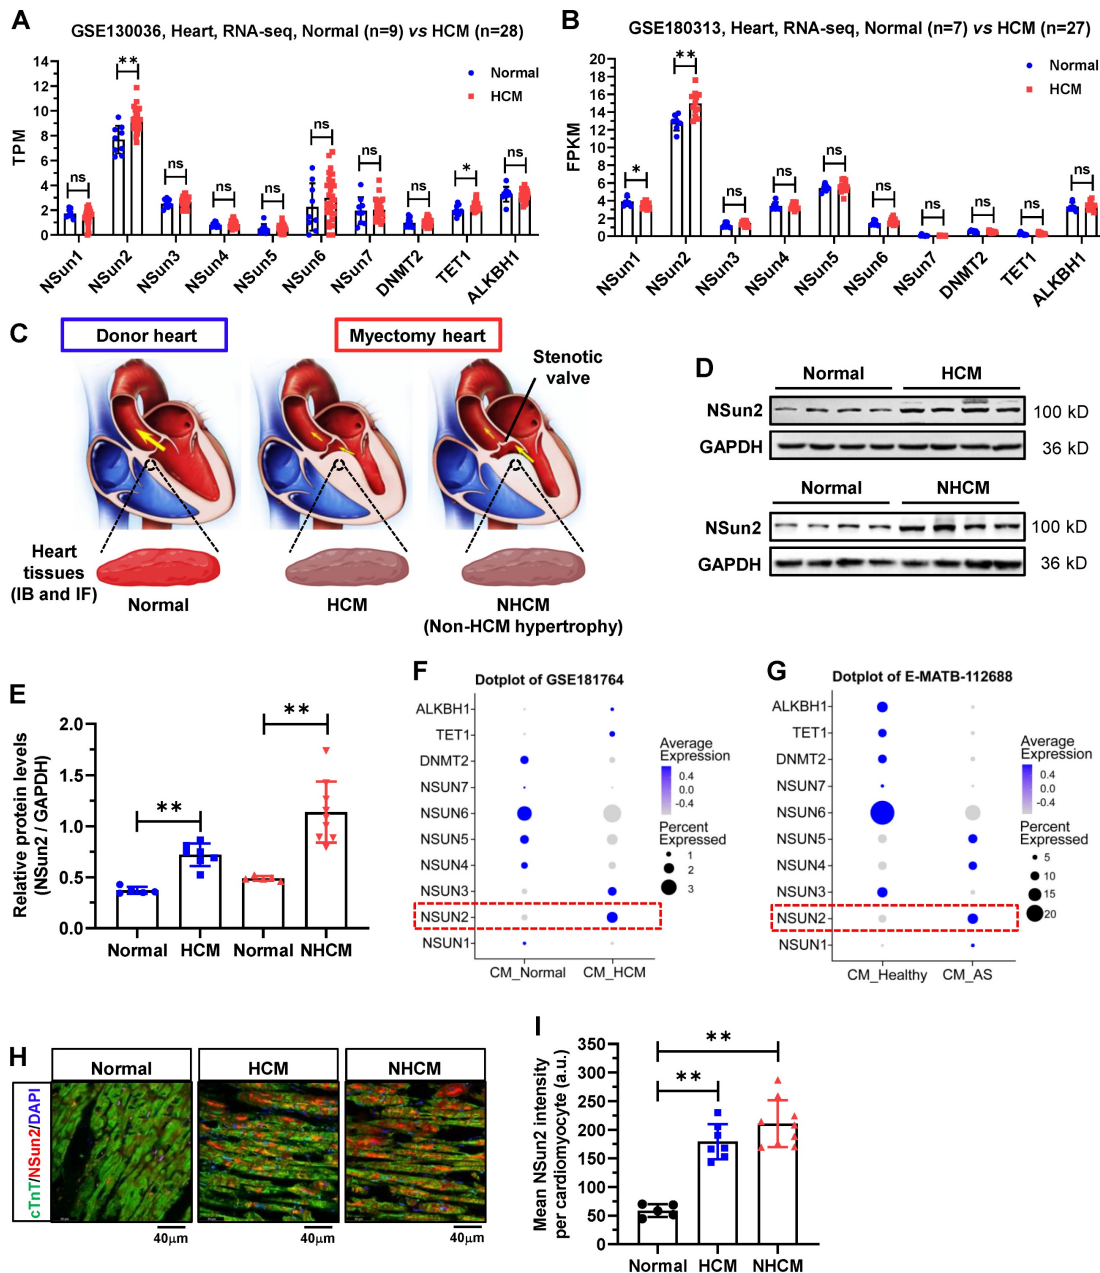 A
GSE130036, Heart, RNA-seq, Normal (n=9) vs HCM (n=28)
**
Normal
HCM
TPM
14
12
10
8
6
4
2
0
ns
ns
ns
ns
ns
ns
ns
*
ns
NSun1
NSun2
NSun3
NSun4
NSun5
NSun6
NSun7
DNMT2
TET1
ALKBH1
B
GSE180313, Heart, RNA-seq, Normal (n=7) vs HCM (n=27)
**
Normal
HCM
FPKM
20
18
16
14
12
10
8
6
4
2
0
*
ns
ns
ns
ns
ns
ns
ns
ns
NSun1
NSun2
NSun3
NSun4
NSun5
NSun6
NSun7
DNMT2
TET1
ALKBH1
C
Donor heart
Myectomy heart
Stenotic
valve
Heart
tissues
(IB and IF)
Normal
HCM
NHCM
(Non-HCM hypertrophy)
D
Normal HCM
NSun2 100 kD
GAPDH 36 kD
Normal NHCM
NSun2 100 kD
GAPDH 36 kD
E
Relative protein levels
(NSun2 / GAPDH)
2.0
1.5
1.0
0.5
0.0
**
**
Normal HCM Normal NHCM
F
Dotplot of GSE181764
ALKBH1
TET1
DNMT2
NSUN7
NSUN6
NSUN5
NSUN4
NSUN3
NSUN2
NSUN1
CM_Normal CM_HCM
Average
Expression
0.4
0.0
-0.4
Percent
Expressed
1
2
3
G
Dotplot of E-MATB-112688
ALKBH1
TET1
DNMT2
NSUN7
NSUN6
NSUN5
NSUN4
NSUN3
NSUN2
NSUN1
CM_Healthy CM_AS
Average
Expression
0.4
0.0
-0.4
Percent
Expressed
5
10
15
20
H
Normal HCM NHCM
cTnT/NSun2/DAPI
40μm 40μm 40μm
I
Mean NSun2 intensity
per cardiomyocyte (a.u.)
350
300
250
200
150
100
50
0
**
**
Normal HCM NHCM